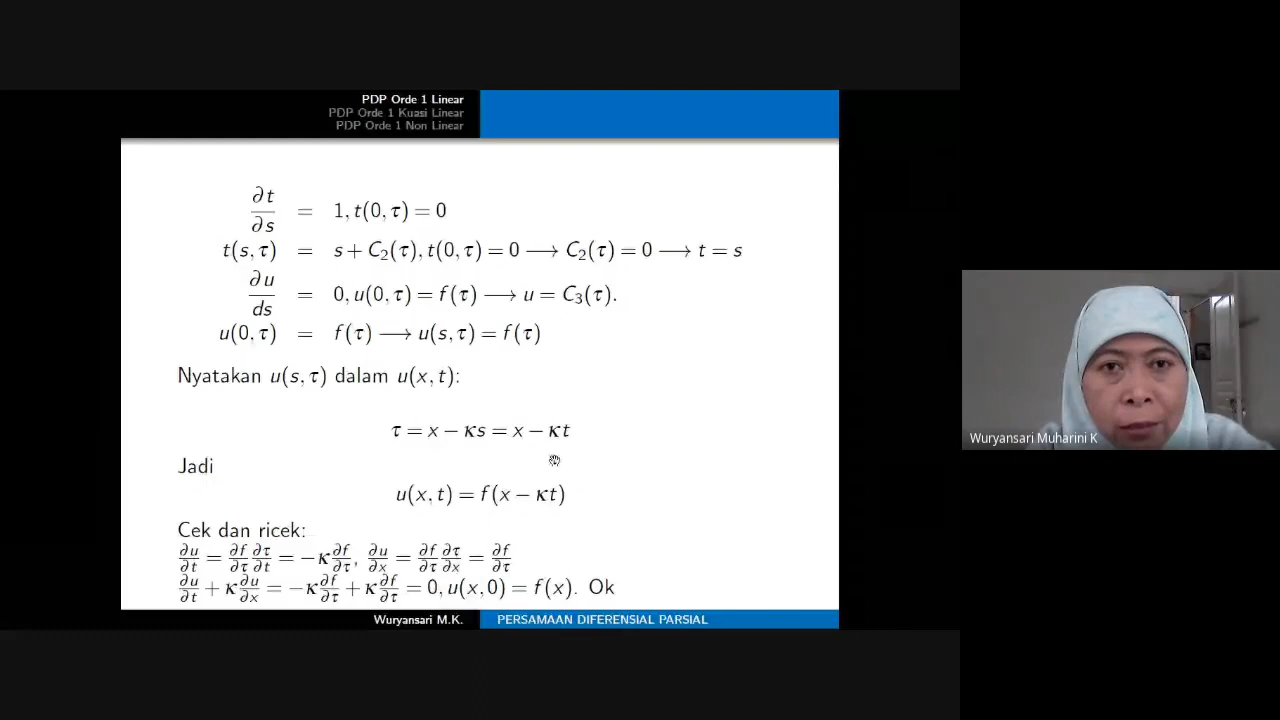 PDP Orde 1 Linear
PDP Orde 1 Kuasi Linear
PDP Orde 1 Non Linear
∂t/∂s = 1, t(0, τ) = 0
t(s, τ) = s + C₂(τ), t(0, τ) = 0 ⟶ C₂(τ) = 0 ⟶ t = s
∂u/ds = 0, u(0, τ) = f(τ) ⟶ u = C₃(τ).
u(0, τ) = f(τ) ⟶ u(s, τ) = f(τ)
Nyatakan u(s, τ) dalam u(x, t):
τ = x − κs = x − κt
Jadi
u(x, t) = f(x − κt)
Cek dan ricek:
∂u/∂t = ∂f/∂τ ∂τ/∂t = −κ ∂f/∂τ, ∂u/∂x = ∂f/∂τ ∂τ/∂x = ∂f/∂τ
∂u/∂t + κ ∂u/∂x = −κ ∂f/∂τ + κ ∂f/∂τ = 0, u(x, 0) = f(x). Ok
Wuryansari M.K. PERSAMAAN DIFERENSIAL PARSIAL
Wuryansari Muharini K